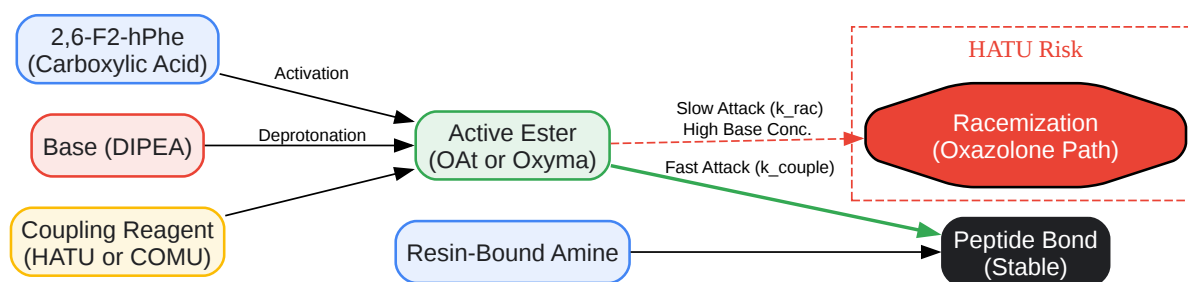 2,6-F2-hPhe
(Carboxylic Acid)
Activation
Base (DIPEA)
Deprotonation
Coupling Reagent
(HATU or COMU)
Active Ester
(OAt or Oxyma)
Slow Attack (k_rac)
High Base Conc.
Fast Attack (k_couple)
HATU Risk
Racemization
(Oxazolone Path)
Resin-Bound Amine
Peptide Bond
(Stable)